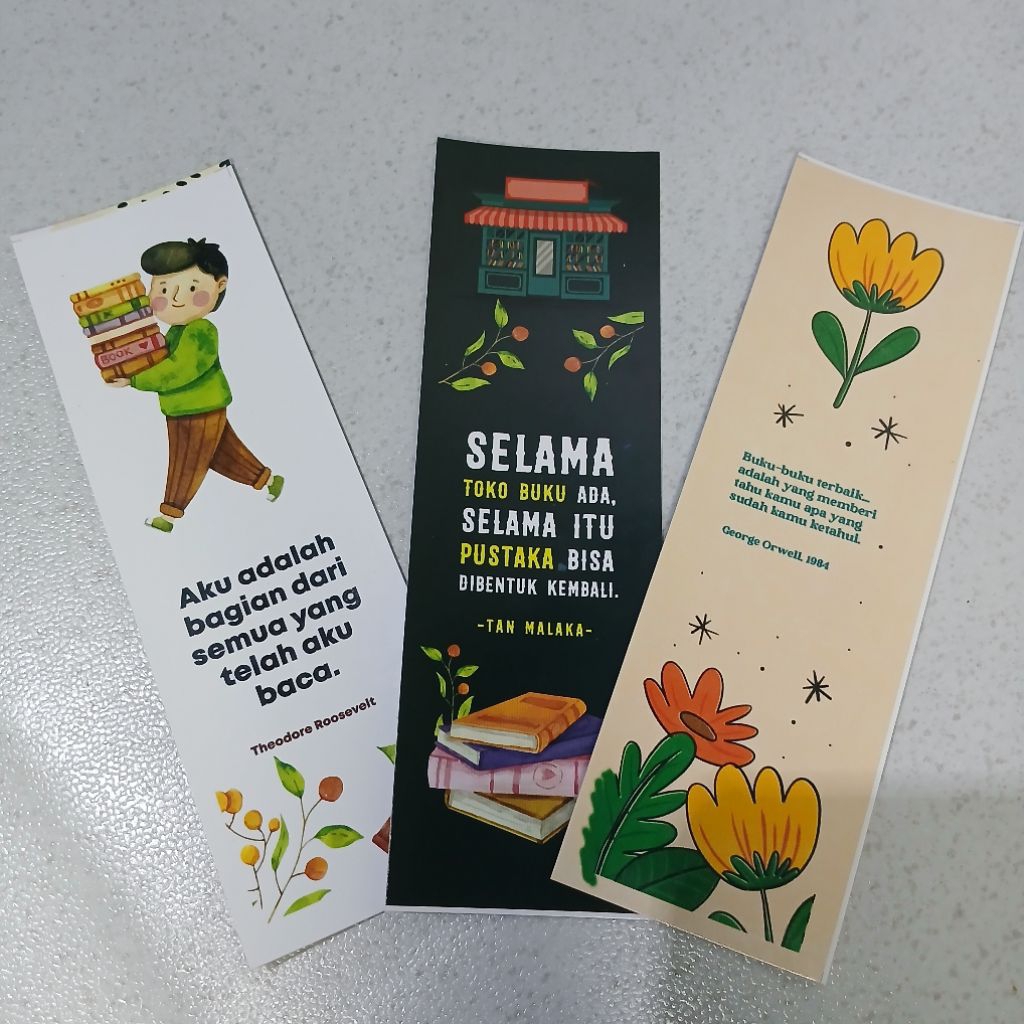 BOOK
Aku adalah
bagian dari
semua yang
telah aku
baca.
Theodore Roosevelt
SELAMA
TOKO BUKU ADA,
SELAMA ITU
PUSTAKA BISA
DIBENTUK KEMBALI.
-TAN MALAKA-
Buku-buku terbaik...
adalah yang memberi
tahu kamu apa yang
sudah kamu ketahui.
George Orwell, 1984